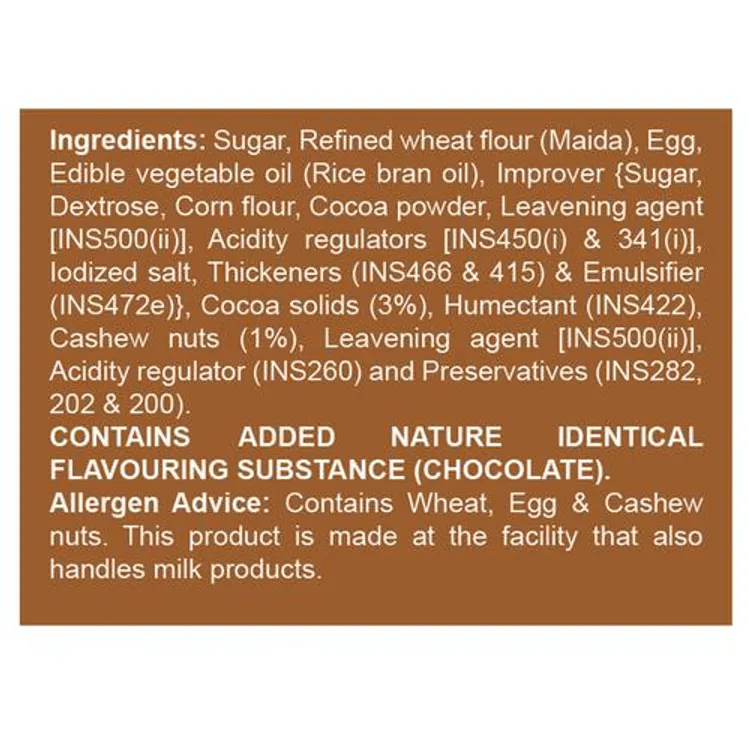 Ingredients: Sugar, Refined wheat flour (Maida), Egg,
Edible vegetable oil (Rice bran oil), Improver {Sugar,
Dextrose, Corn flour, Cocoa powder, Leavening agent
[INS500(ii)], Acidity regulators [INS450(i) & 341(i)],
Iodized salt, Thickeners (INS466 & 415) & Emulsifier
(INS472e)}, Cocoa solids (3%), Humectant (INS422),
Cashew nuts (1%), Leavening agent [INS500(ii)],
Acidity regulator (INS260) and Preservatives (INS282,
202 & 200).
CONTAINS ADDED NATURE IDENTICAL
FLAVOURING SUBSTANCE (CHOCOLATE).
Allergen Advice: Contains Wheat, Egg & Cashew
nuts. This product is made at the facility that also
handles milk products.